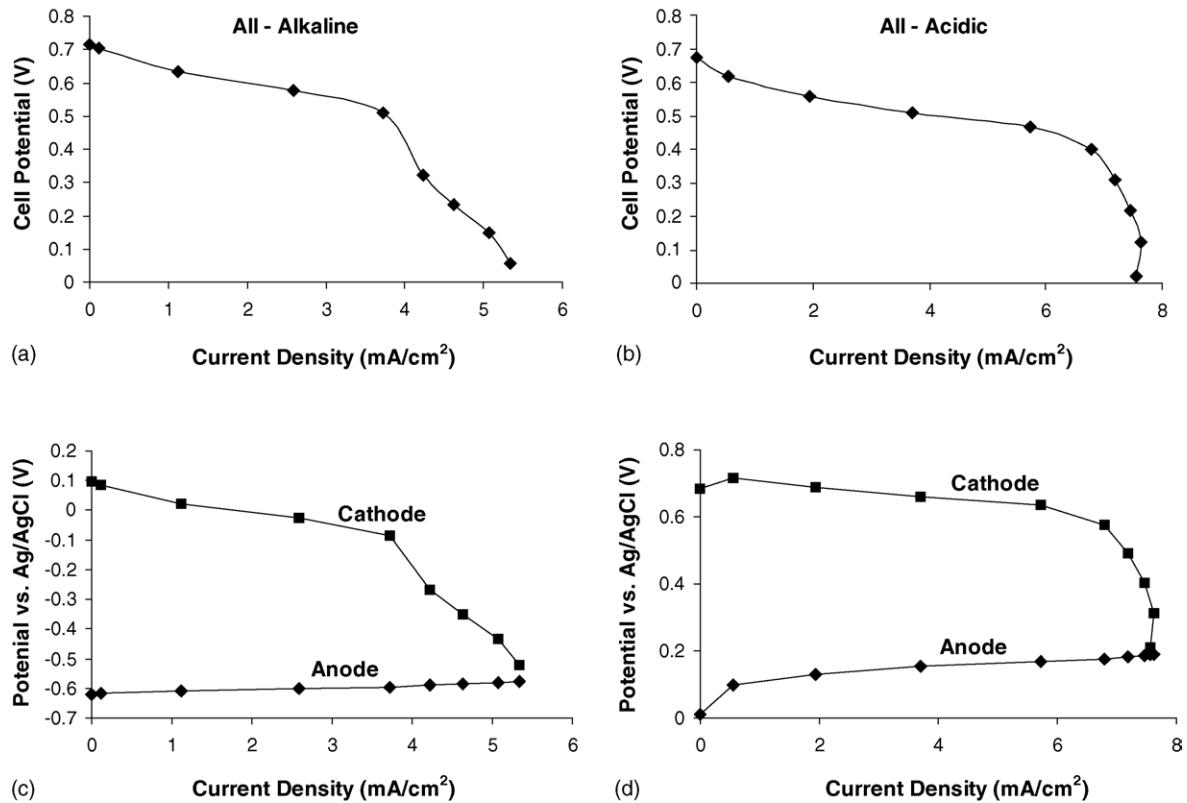 All - Alkaline
Cell Potential (V)
0.8
0.7
0.6
0.5
0.4
0.3
0.2
0.1
0
0 1 2 3 4 5 6
(a)
Current Density (mA/cm²)
All - Acidic
Cell Potential (V)
0.8
0.7
0.6
0.5
0.4
0.3
0.2
0.1
0
0 2 4 6 8
(b)
Current Density (mA/cm²)
Potenial vs. Ag/AgCl (V)
0.2
0.1
0
-0.1
-0.2
-0.3
-0.4
-0.5
-0.6
-0.7
Cathode
Anode
0 1 2 3 4 5 6
(c)
Current Density (mA/cm²)
Potential vs. Ag/AgCl (V)
0.8
0.6
0.4
0.2
0
Cathode
Anode
0 2 4 6 8
(d)
Current Density (mA/cm²)